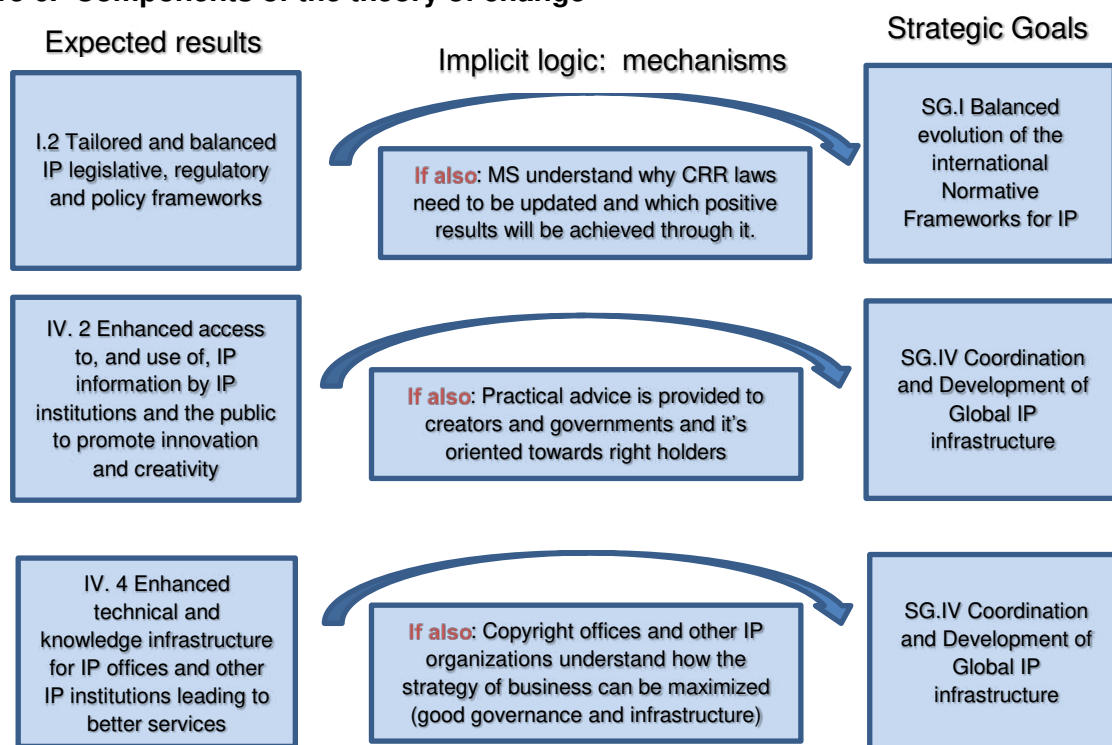 Components of the theory of change
Expected results
Implicit logic: mechanisms
Strategic Goals
I.2 Tailored and balanced
IP legislative, regulatory
and policy frameworks
If also: MS understand why CRR laws
need to be updated and which positive
results will be achieved through it.
SG.I Balanced
evolution of the
international
Normative
Frameworks for IP
IV. 2 Enhanced access
to, and use of, IP
information by IP
institutions and the public
to promote innovation
and creativity
If also: Practical advice is provided to
creators and governments and it's
oriented towards right holders
SG.IV Coordination
and Development of
Global IP
infrastructure
IV. 4 Enhanced
technical and
knowledge infrastructure
for IP offices and other
IP institutions leading to
better services
If also: Copyright offices and other IP
organizations understand how the
strategy of business can be maximized
(good governance and infrastructure)
SG.IV Coordination
and Development of
Global IP
infrastructure